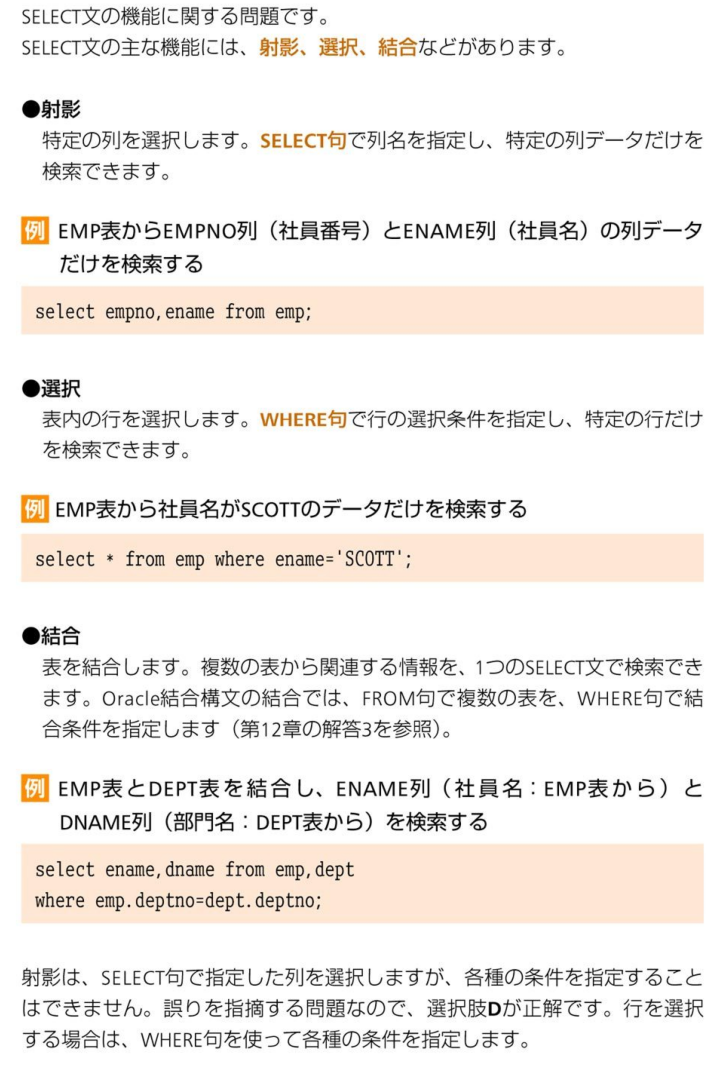 SELECT文の機能に関する問題です。
SELECT文の主な機能には、射影、選択、結合などがあります。
●射影
特定の列を選択します。SELECT句で列名を指定し、特定の列データだけを
検索できます。
例 EMP表からEMPNO列（社員番号）とENAME列（社員名）の列データ
だけを検索する
select empno,ename from emp;
●選択
表内の行を選択します。WHERE句で行の選択条件を指定し、特定の行だけ
を検索できます。
例 EMP表から社員名がSCOTTのデータだけを検索する
select * from emp where ename='SCOTT';
●結合
表を結合します。複数の表から関連する情報を、1つのSELECT文で検索でき
ます。Oracle結合構文の結合では、FROM句で複数の表を、WHERE句で結
合条件を指定します（第12章の解答3を参照）。
例 EMP表とDEPT表を結合し、ENAME列（社員名：EMP表から）と
DNAME列（部門名：DEPT表から）を検索する
select ename,dname from emp,dept
where emp.deptno=dept.deptno;
射影は、SELECT句で指定した列を選択しますが、各種の条件を指定すること
はできません。誤りを指摘する問題なので、選択肢Dが正解です。行を選択
する場合は、WHERE句を使って各種の条件を指定します。